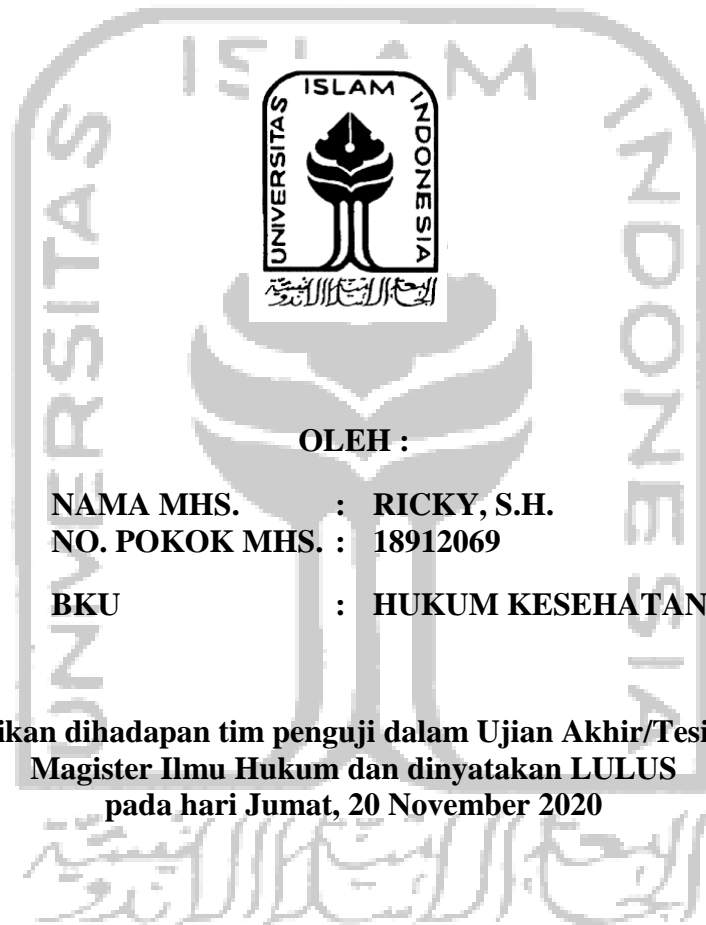 ISLAM
UNIVERSITAS
INDONESIA
OLEH :
NAMA MHS. : RICKY, S.H.
NO. POKOK MHS. : 18912069
BKU : HUKUM KESEHATAN
ikan dihadapan tim penguji dalam Ujian Akhir/Tesi
Magister Ilmu Hukum dan dinyatakan LULUS
pada hari Jumat, 20 November 2020